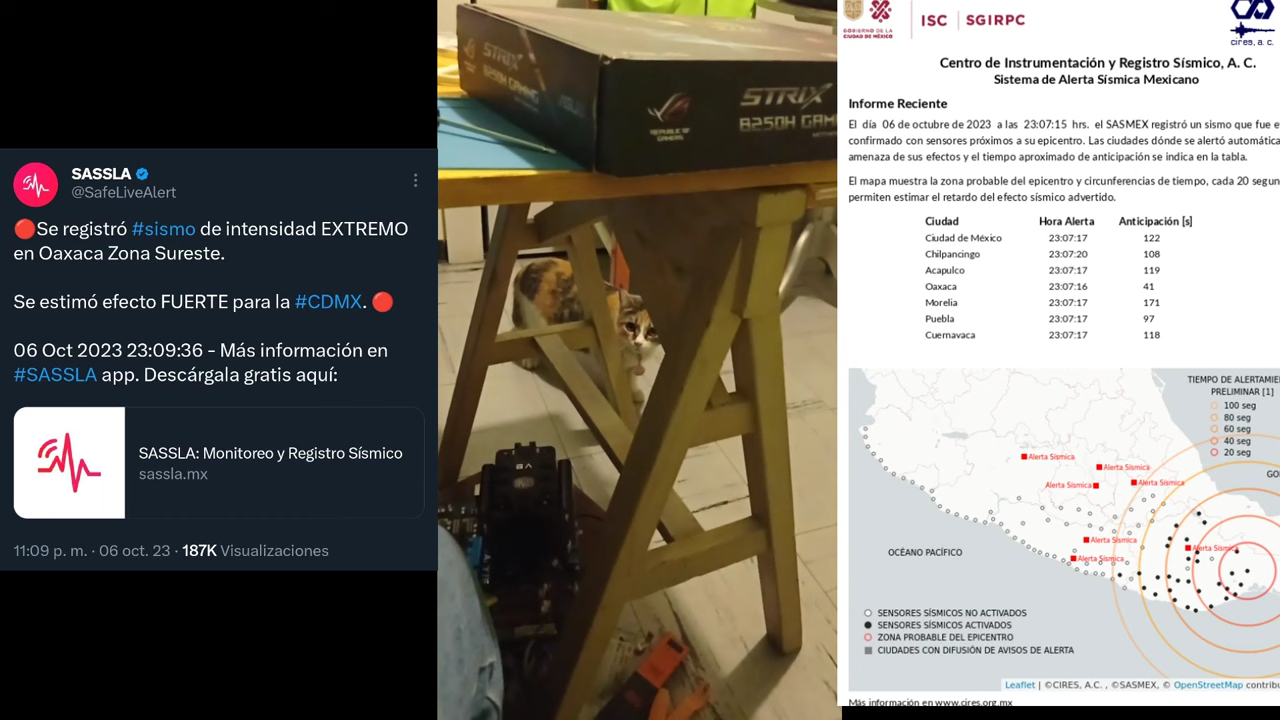 SASSLA
@SafeLiveAlert
🔴Se registró #sismo de intensidad EXTREMO
en Oaxaca Zona Sureste.
Se estimó efecto FUERTE para la #CDMX. 🔴
06 Oct 2023 23:09:36 - Más información en
#SASSLA app. Descárgala gratis aquí:
SASSLA: Monitoreo y Registro Sísmico
sassla.mx
11:09 p. m. · 06 oct. 23 · 187K Visualizaciones
STRIX
STRIX
REPUBLIC OF
GAMERS
B250H GAMI
GOBIERNO DE LA
CIUDAD DE MÉXICO
ISC
SGIRPC
cires, a. c.
Centro de Instrumentación y Registro Sísmico, A. C.
Sistema de Alerta Sísmica Mexicano
Informe Reciente
El día 06 de octubre de 2023 a las 23:07:15 hrs. el SASMEX registró un sismo que fue e
confirmado con sensores próximos a su epicentro. Las ciudades dónde se alertó automática
amenaza de sus efectos y el tiempo aproximado de anticipación se indica en la tabla.
El mapa muestra la zona probable del epicentro y circunferencias de tiempo, cada 20 segun
permiten estimar el retardo del efecto sísmico advertido.
Ciudad Hora Alerta Anticipación [s]
Ciudad de México 23:07:17 122
Chilpancingo 23:07:20 108
Acapulco 23:07:17 119
Oaxaca 23:07:16 41
Morelia 23:07:17 171
Puebla 23:07:17 97
Cuernavaca 23:07:17 118
TIEMPO DE ALERTAMIE
PRELIMINAR [1]
100 seg
80 seg
60 seg
40 seg
20 seg
GO
Alerta Sísmica
Alerta Sísmica
Alerta Sísmica
Alerta Sísmica
Alerta Sísmica
Alerta Sísmica
Alerta Sísmica
OCÉANO PACÍFICO
SENSORES SÍSMICOS NO ACTIVADOS
SENSORES SÍSMICOS ACTIVADOS
ZONA PROBABLE DEL EPICENTRO
CIUDADES CON DIFUSIÓN DE AVISOS DE ALERTA
Leaflet | ©CIRES, A.C. , ©SASMEX, © OpenStreetMap contribu
Más información en www.cires.org.mx